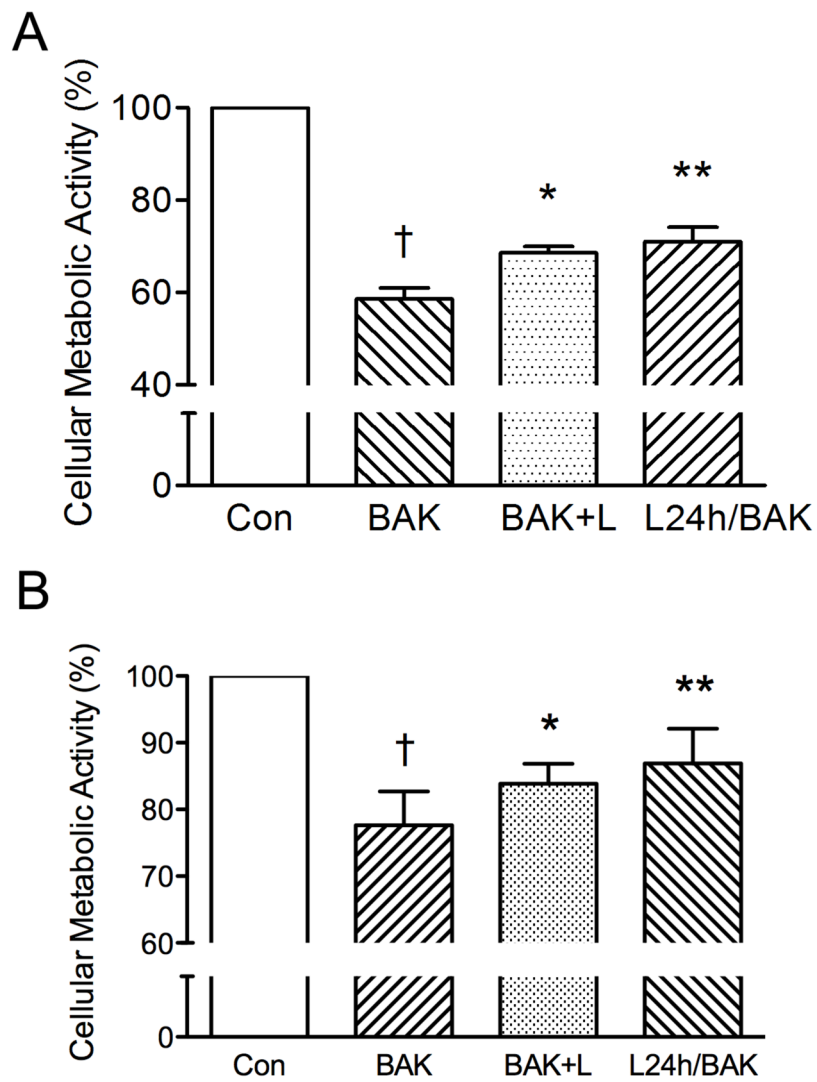 A
Cellular Metabolic Activity (%)
100
80
60
40
0
†
*
**
Con BAK BAK+L L24h/BAK
B
Cellular Metabolic Activity (%)
100
90
80
70
60
0
†
*
**
Con BAK BAK+L L24h/BAK